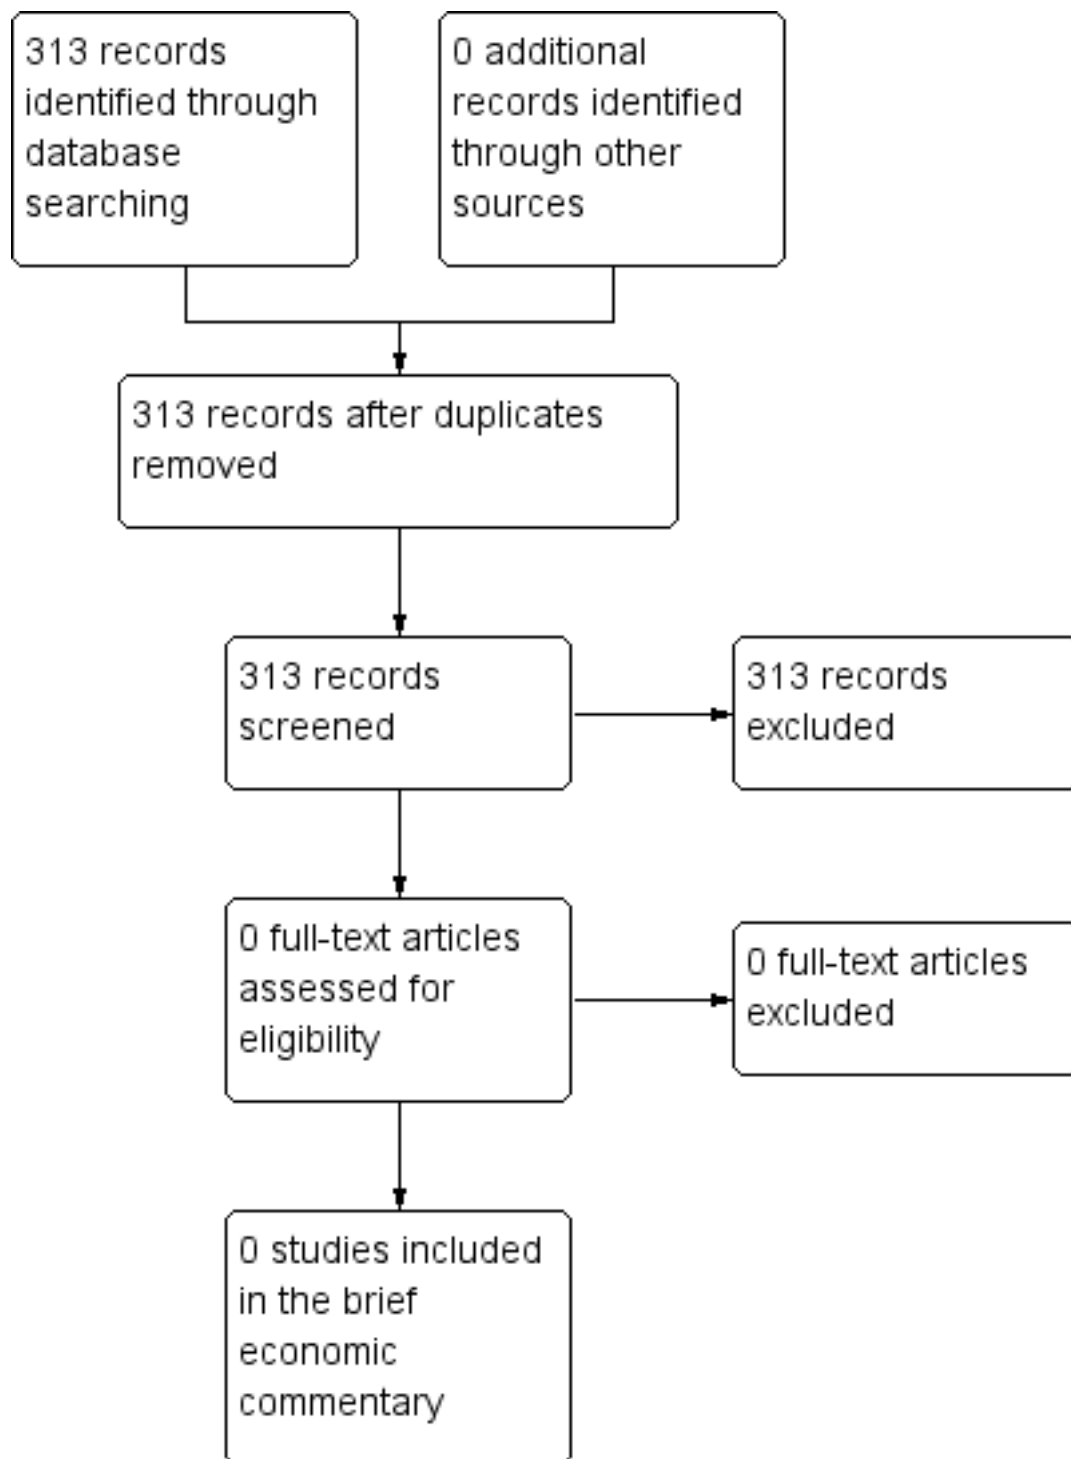 313 records
identified through
database
searching
0 additional
records identified
through other
sources
313 records after duplicates
removed
313 records
screened
313 records
excluded
0 full-text articles
assessed for
eligibility
0 full-text articles
excluded
0 studies included
in the brief
economic
commentary